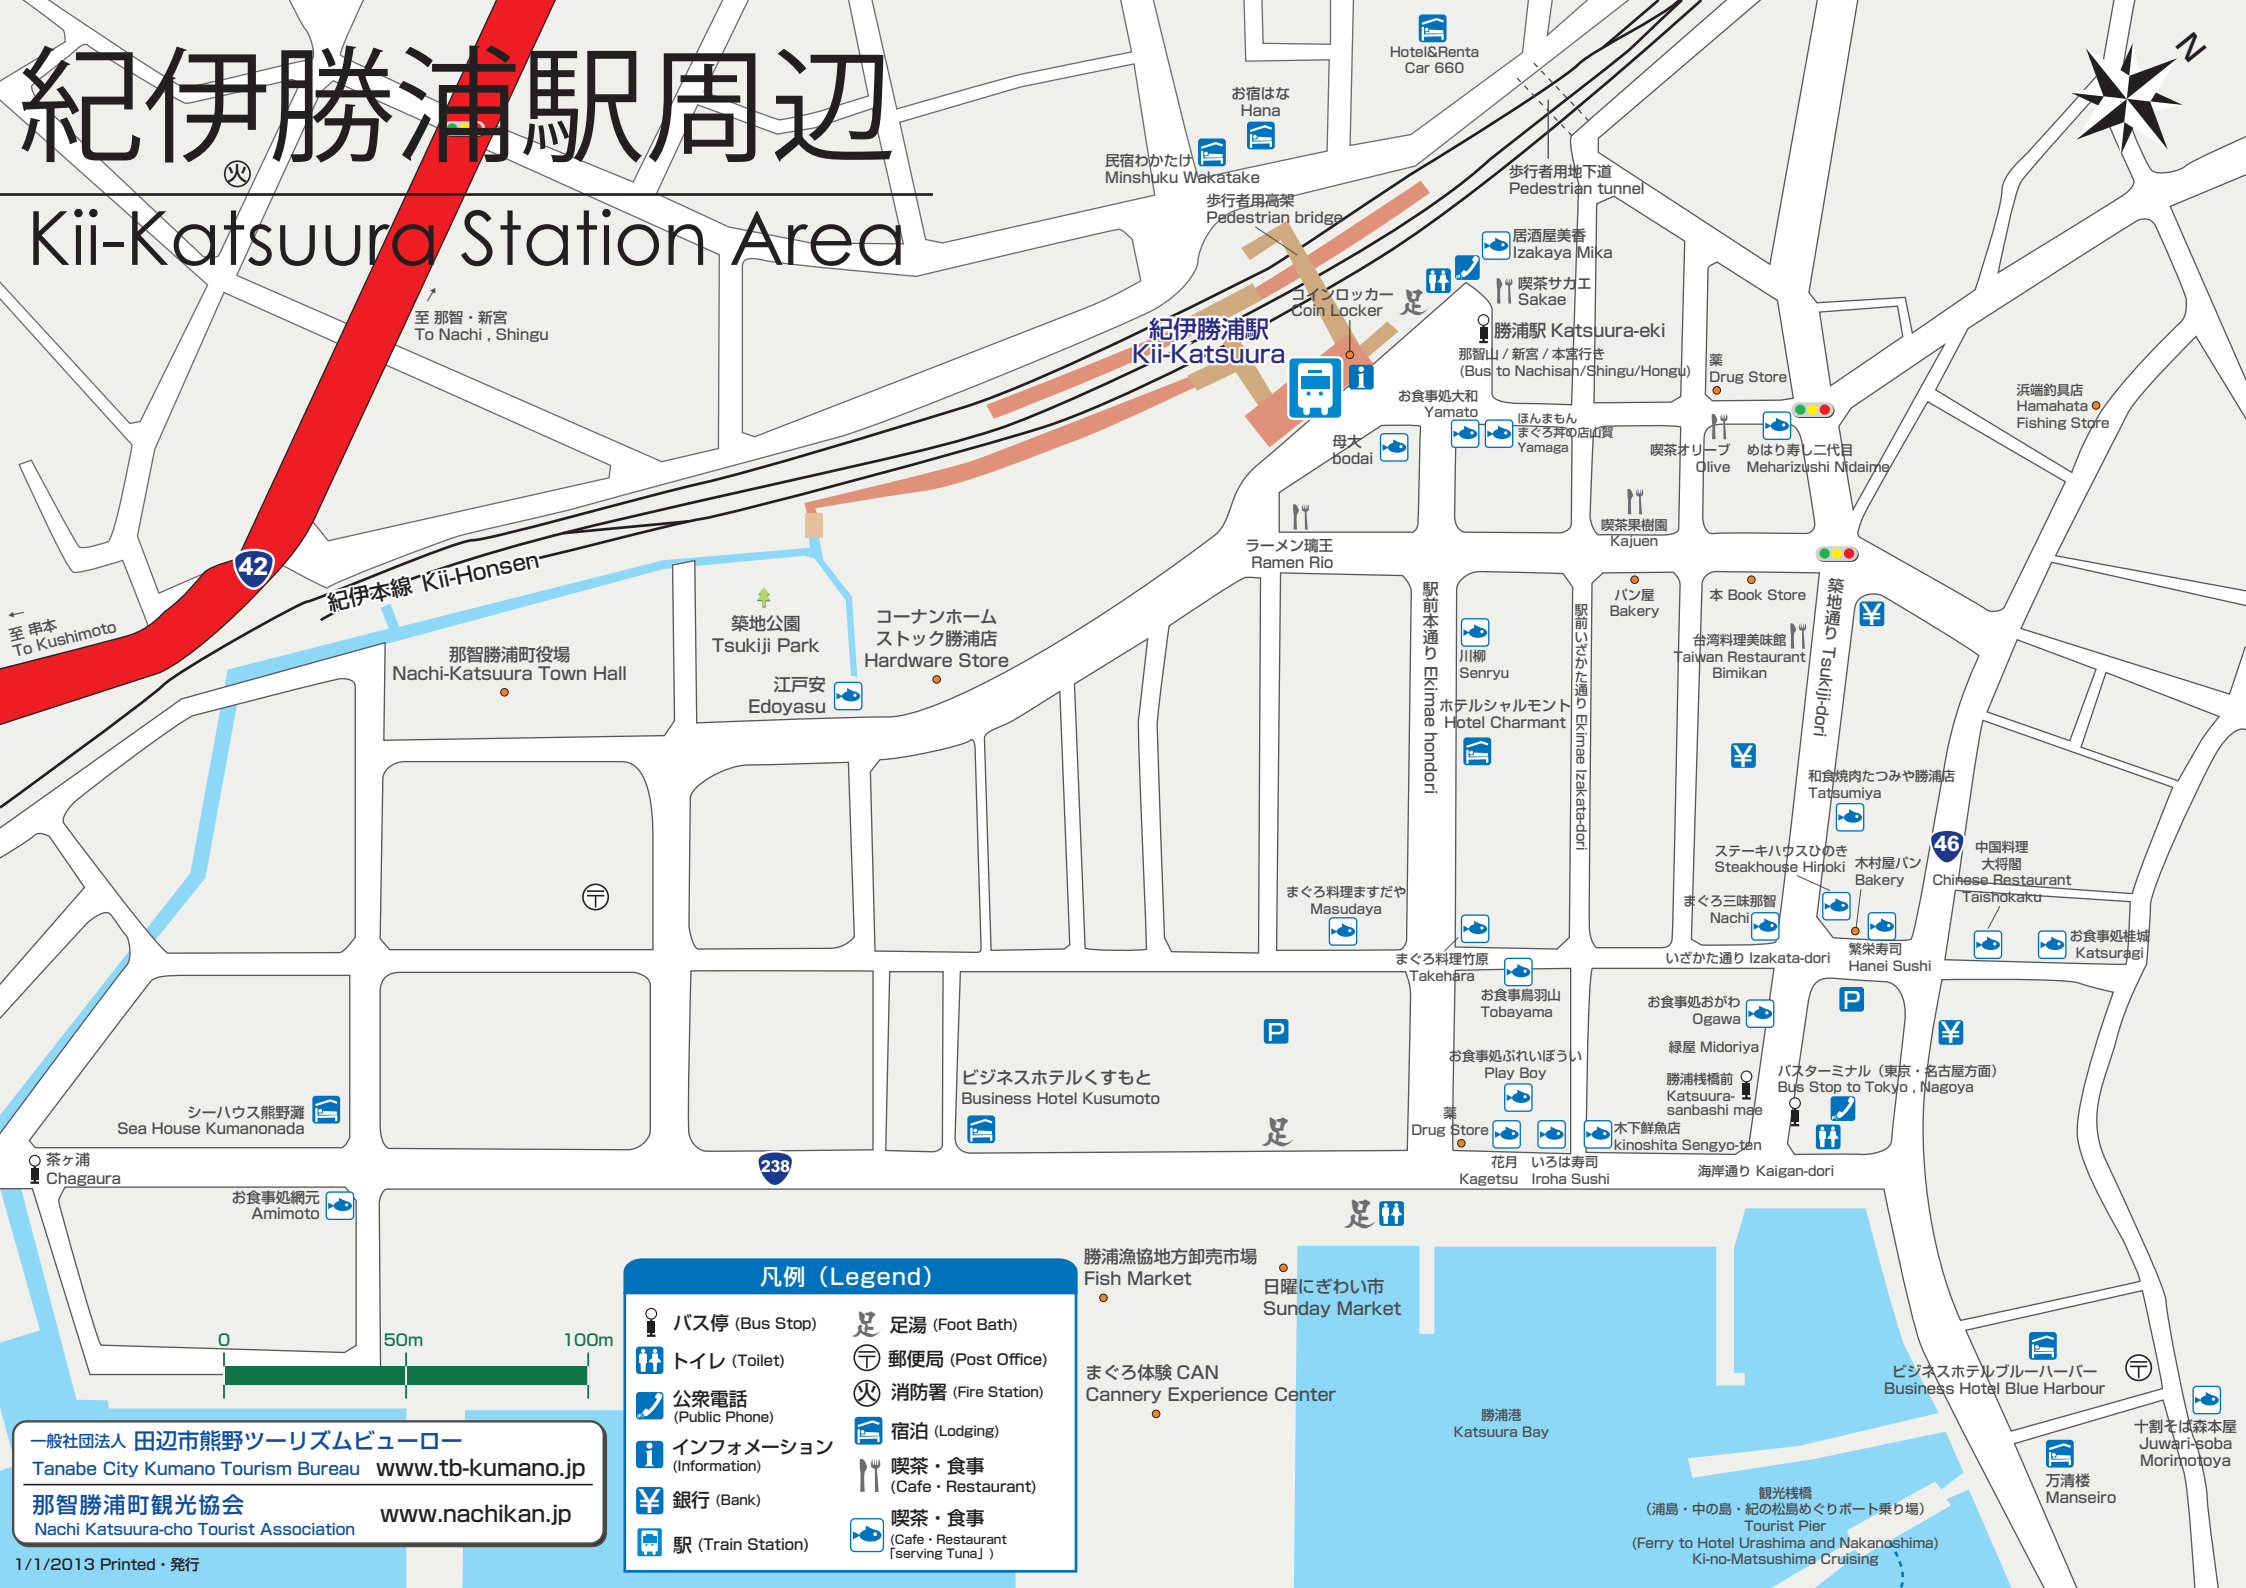 紀伊勝浦駅周辺
Kii-Katsuura Station Area
火
N
Hotel&Renta
Car 660
お宿はな
Hana
民宿わかたけ
Minshuku Wakatake
歩行者用高架
Pedestrian bridge
歩行者用地下道
Pedestrian tunnel
居酒屋美香
Izakaya Mika
喫茶サカエ
Sakae
コインロッカー
Coin Locker
足
勝浦駅 Katsuura-eki
那智山 / 新宮 / 本宮行き
(Bus to Nachisan/Shingu/Hongu)
紀伊勝浦駅
Kii-Katsuura
至 那智・新宮
To Nachi , Shingu
薬
Drug Store
浜端釣具店
Hamahata
Fishing Store
お食事処大和
Yamato
ほんまもん
まぐろ丼の店山賀
Yamaga
母大
bodai
喫茶オリーブ
Olive
めはり寿し二代目
Meharizushi Nidaime
喫茶果樹園
Kajuen
ラーメン璃王
Ramen Rio
42
紀伊本線 Kii-Honsen
←
至 串本
To Kushimoto
那智勝浦町役場
Nachi-Katsuura Town Hall
築地公園
Tsukiji Park
コーナンホーム
ストック勝浦店
Hardware Store
江戸安
Edoyasu
駅前本通り Ekimae hondori
川柳
Senryu
ホテルシャルモント
Hotel Charmant
駅前いざかた通り Ekimae Izakata-dori
パン屋
Bakery
本 Book Store
台湾料理美味館
Taiwan Restaurant
Bimikan
築地通り Tsukiji-dori
¥
¥
和食焼肉たつみや勝浦店
Tatsumiya
46
ステーキハウスひのき
Steakhouse Hinoki
木村屋パン
Bakery
中国料理
大将閣
Chinese Restaurant
Taishokaku
まぐろ料理ますだや
Masudaya
まぐろ三昧那智
Nachi
お食事処桂城
Katsuragi
まぐろ料理竹原
Takehara
いざかた通り Izakata-dori
繁栄寿司
Hanei Sushi
お食事鳥羽山
Tobayama
お食事処おがわ
Ogawa
P
P
¥
緑屋 Midoriya
お食事処ぷれいぼうい
Play Boy
勝浦桟橋前
Katsuura-
sanbashi mae
バスターミナル（東京・名古屋方面）
Bus Stop to Tokyo , Nagoya
ビジネスホテルくすもと
Business Hotel Kusumoto
足
薬
Drug Store
木下鮮魚店
kinoshita Sengyo-ten
花月
Kagetsu
いろは寿司
Iroha Sushi
海岸通り Kaigan-dori
シーハウス熊野灘
Sea House Kumanonada
茶ヶ浦
Chagaura
238
お食事処網元
Amimoto
〒
足
勝浦漁協地方卸売市場
Fish Market
日曜にぎわい市
Sunday Market
まぐろ体験 CAN
Cannery Experience Center
勝浦港
Katsuura Bay
ビジネスホテルブルーハーバー
Business Hotel Blue Harbour
〒
十割そば森本屋
Juwari-soba
Morimotoya
万清楼
Manseiro
観光桟橋
（浦島・中の島・紀の松島めぐりボート乗り場）
Tourist Pier
(Ferry to Hotel Urashima and Nakanoshima)
Ki-no-Matsushima Cruising
0 50m 100m
凡例（Legend）
バス停 (Bus Stop)
トイレ (Toilet)
公衆電話
(Public Phone)
i インフォメーション
(Information)
¥ 銀行 (Bank)
駅 (Train Station)
足 足湯 (Foot Bath)
〒 郵便局 (Post Office)
火 消防署 (Fire Station)
宿泊 (Lodging)
喫茶・食事
(Cafe・Restaurant)
喫茶・食事
(Cafe・Restaurant
「serving Tuna」)
一般社団法人 田辺市熊野ツーリズムビューロー
Tanabe City Kumano Tourism Bureau www.tb-kumano.jp
那智勝浦町観光協会
Nachi Katsuura-cho Tourist Association www.nachikan.jp
1/1/2013 Printed・発行